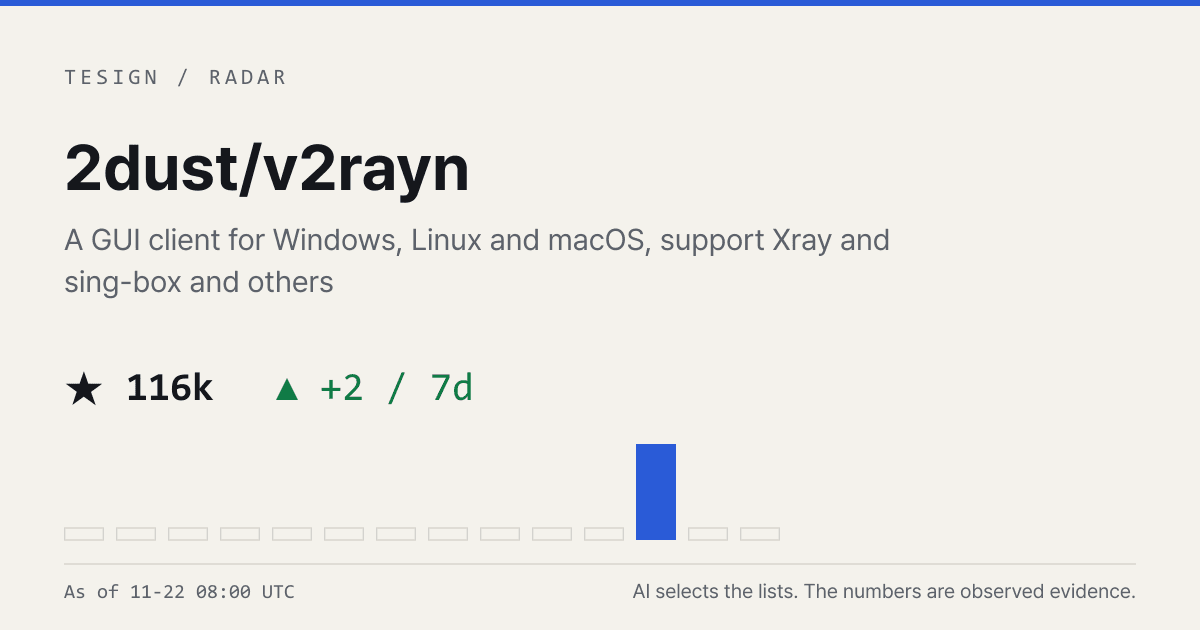 TESIGN / RADAR
2dust/v2rayn
A GUI client for Windows, Linux and macOS, support Xray and
sing-box and others
★ 116k ▲ +2 / 7d
As of 11-22 08:00 UTC
AI selects the lists. The numbers are observed evidence.